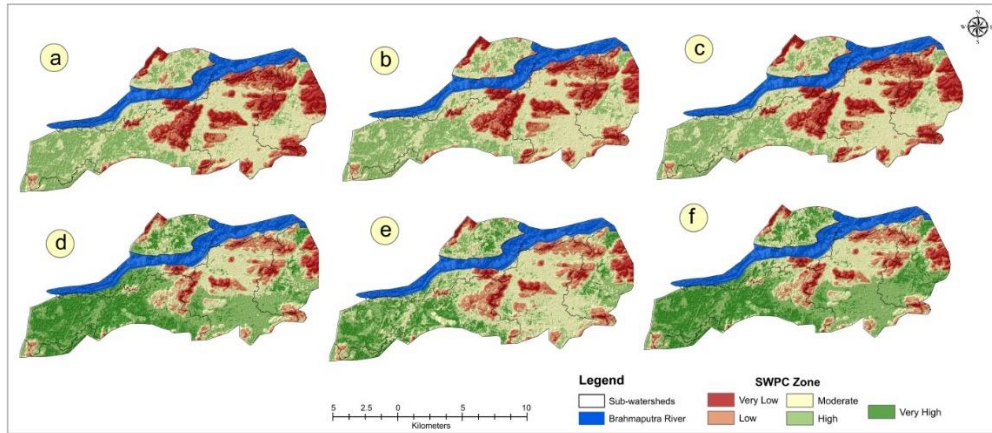 N
W
E
S
a
b
c
d
e
f
Legend
Sub-watersheds
Brahmaputra River
SWPC Zone
Very Low
Low
Moderate
High
Very High
5 2.5 0 5 10
Kilometers